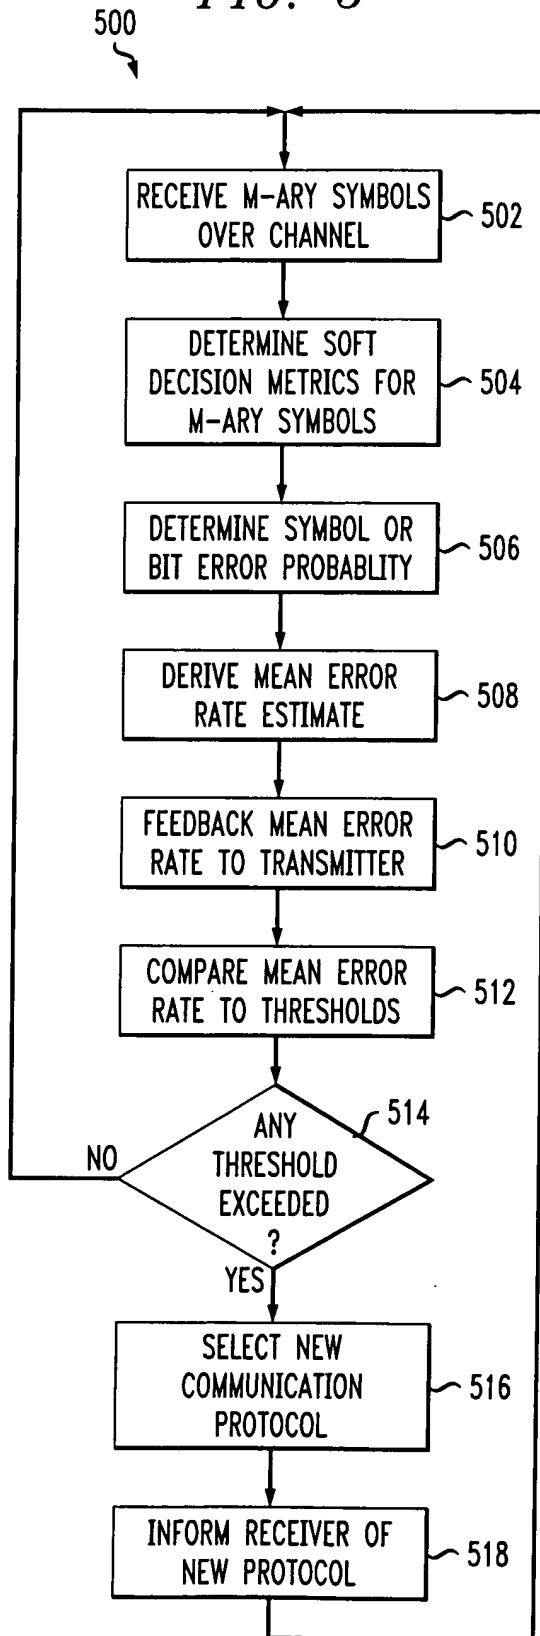 500
RECEIVE M-ARY SYMBOLS
OVER CHANNEL
502
DETERMINE SOFT
DECISION METRICS FOR
M-ARY SYMBOLS
504
DETERMINE SYMBOL OR
BIT ERROR PROBABLITY
506
DERIVE MEAN ERROR
RATE ESTIMATE
508
FEEDBACK MEAN ERROR
RATE TO TRANSMITTER
510
COMPARE MEAN ERROR
RATE TO THRESHOLDS
512
ANY
THRESHOLD
EXCEEDED
?
514
NO
YES
SELECT NEW
COMMUNICATION
PROTOCOL
516
INFORM RECEIVER OF
NEW PROTOCOL
518